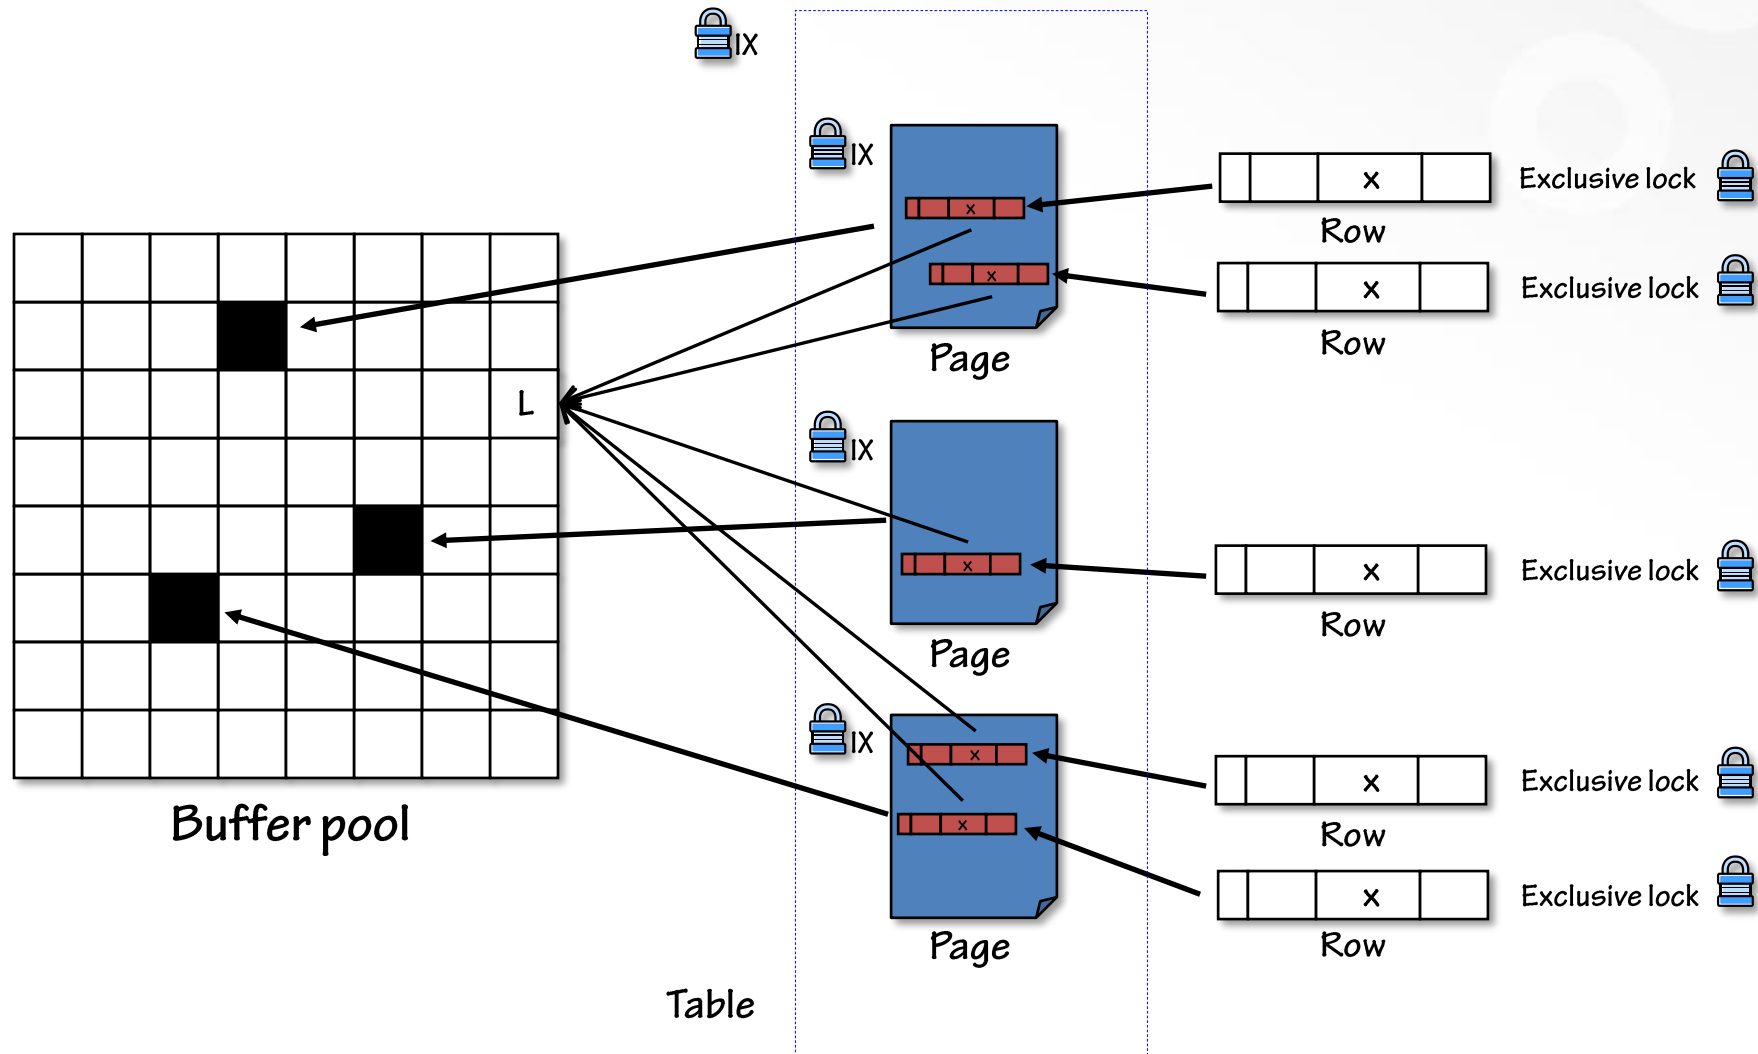 IX
IX
x
x
Exclusive lock
Row
x
x
Exclusive lock
Row
Page
L
IX
x
x
Exclusive lock
Row
Page
IX
x
x
Exclusive lock
Row
x
x
Exclusive lock
Row
Page
Buffer pool
Table